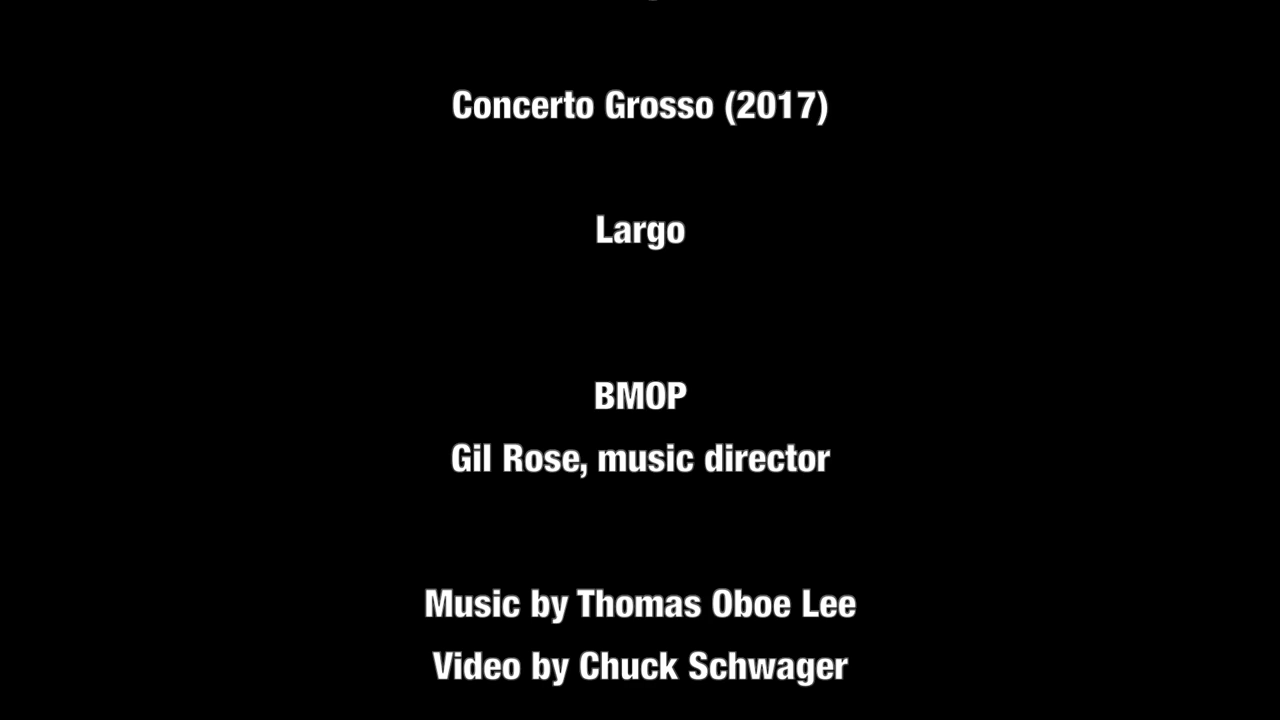 Concerto Grosso (2017)
Largo
BMOP
Gil Rose, music director
Music by Thomas Oboe Lee
Video by Chuck Schwager